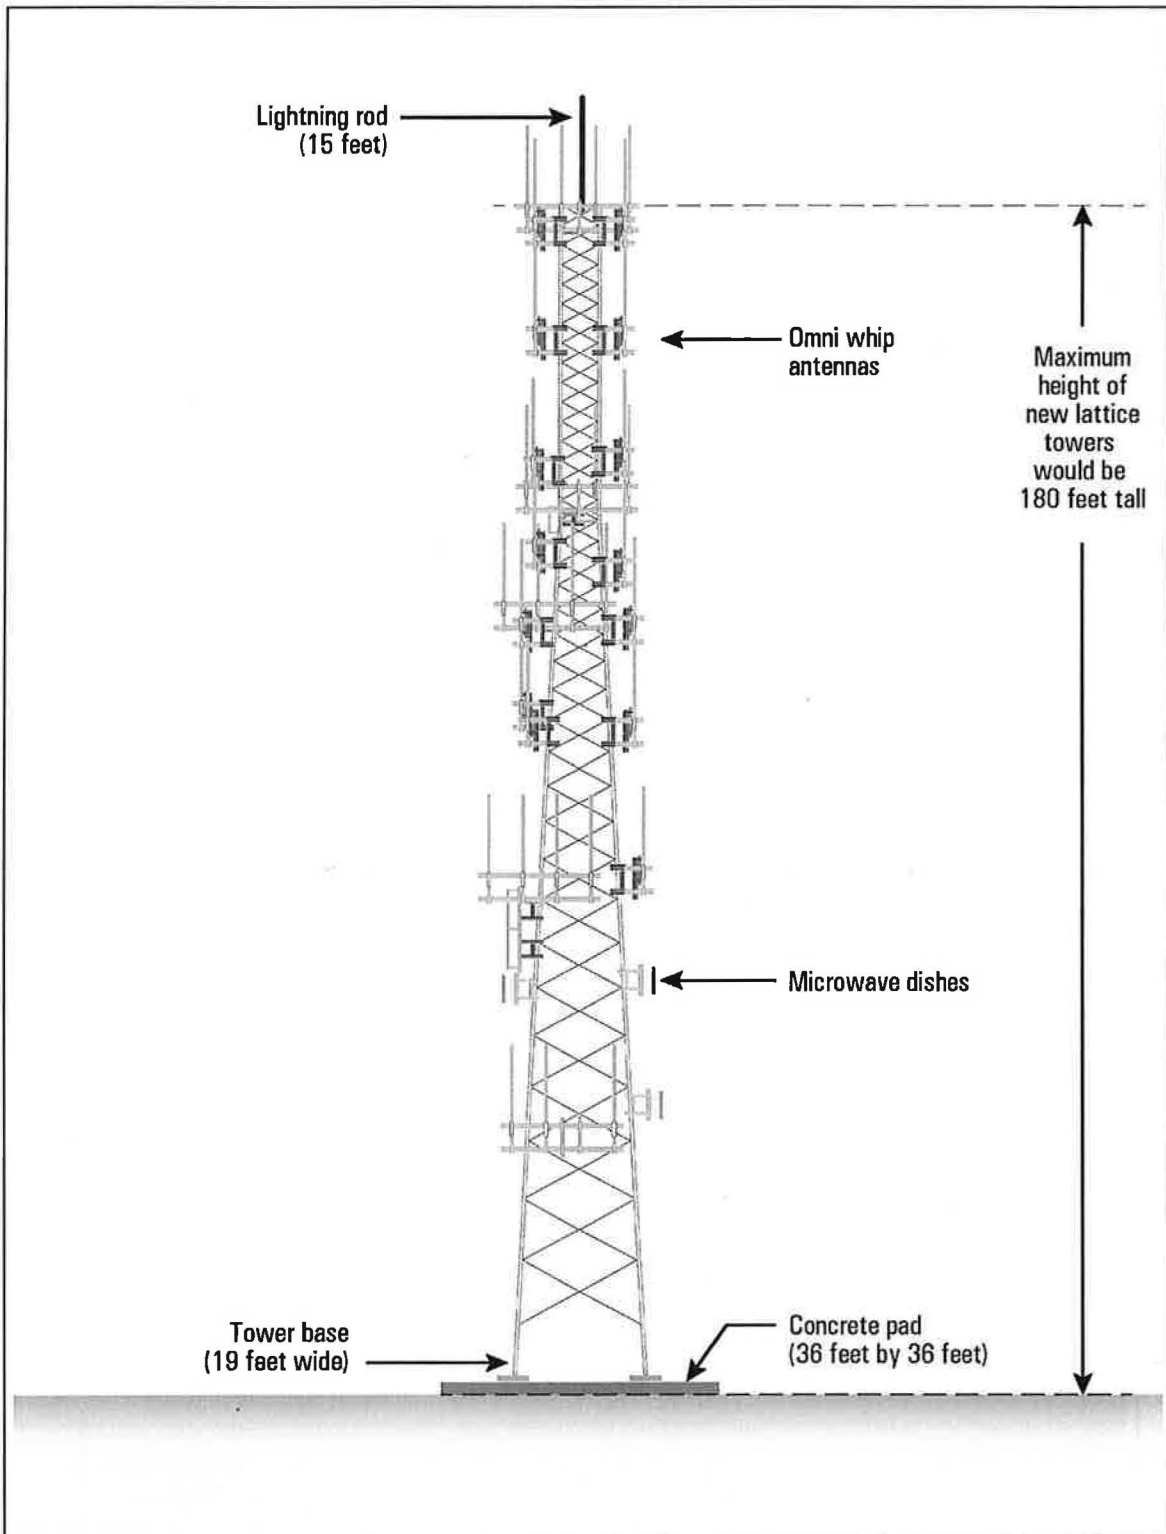 Lightning rod
(15 feet)
Omni whip
antennas
Maximum
height of
new lattice
towers
would be
180 feet tall
Microwave dishes
Tower base
(19 feet wide)
Concrete pad
(36 feet by 36 feet)